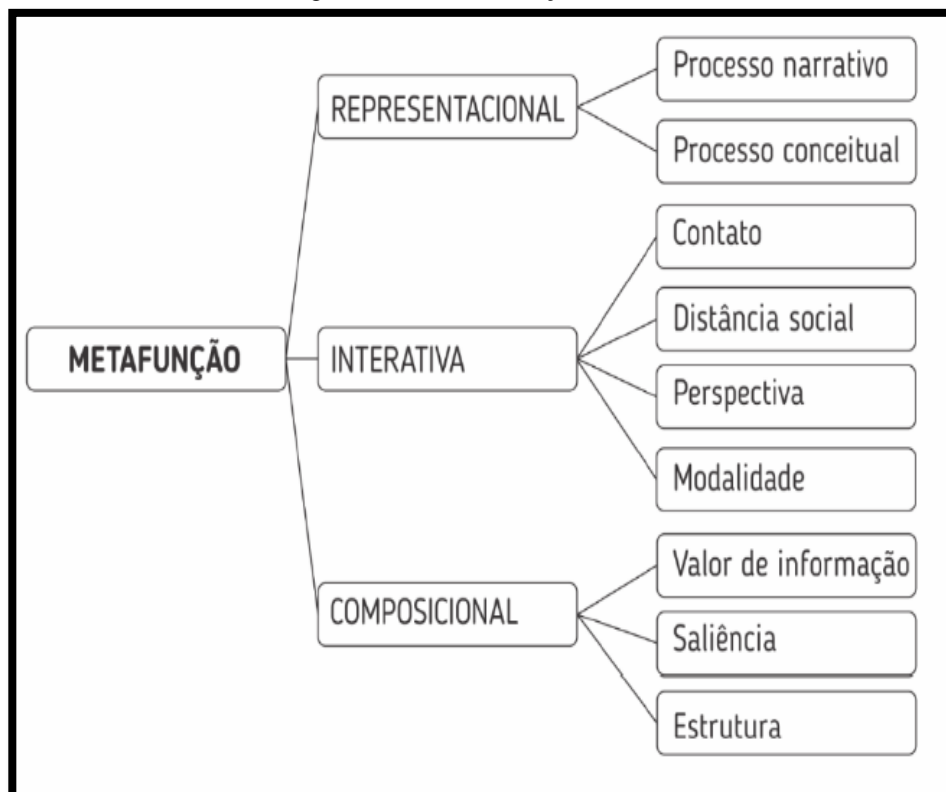 METAFUNÇÃO
REPRESENTACIONAL
Processo narrativo
Processo conceitual
INTERATIVA
Contato
Distância social
Perspectiva
Modalidade
COMPOSICIONAL
Valor de informação
Saliência
Estrutura